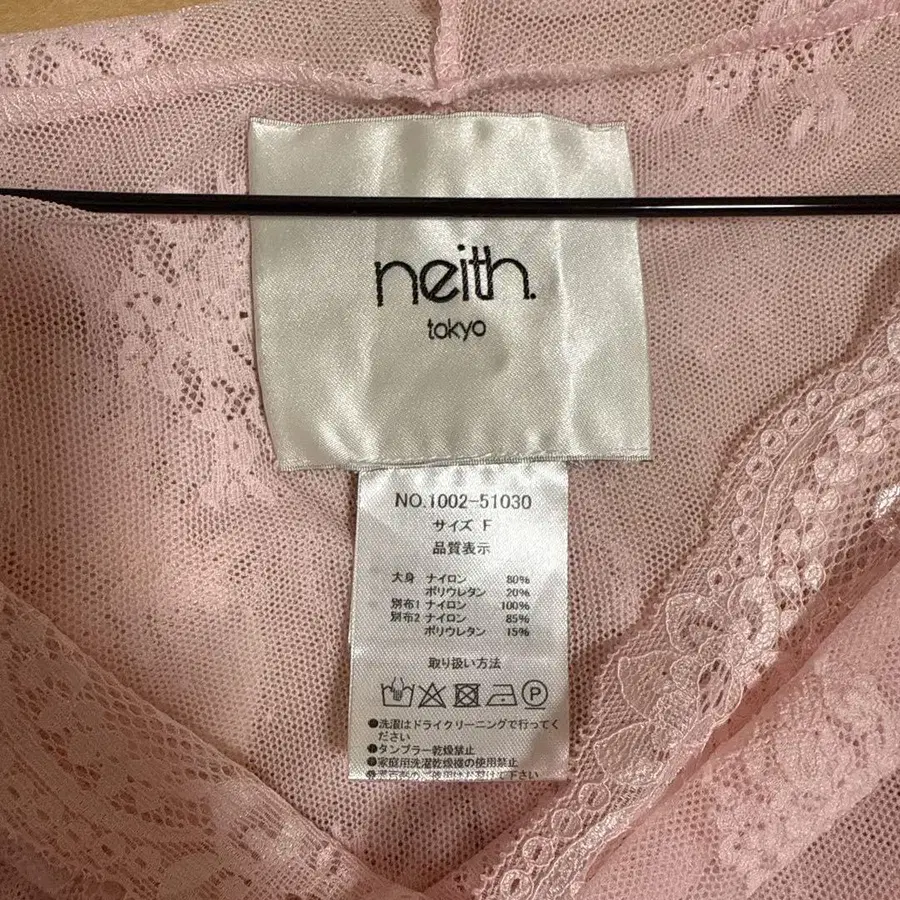 neith.
tokyo
NO.1002-51030
サイズ F
品質表示
大身 ナイロン 80%
ポリウレタン 20%
別布1 ナイロン 100%
別布2 ナイロン 85%
ポリウレタン 15%
取り扱い方法
P
●洗濯はドライクリーニングで行ってく
ださい
●タンブラー乾燥禁止
●家庭用洗濯乾燥機の使用禁止